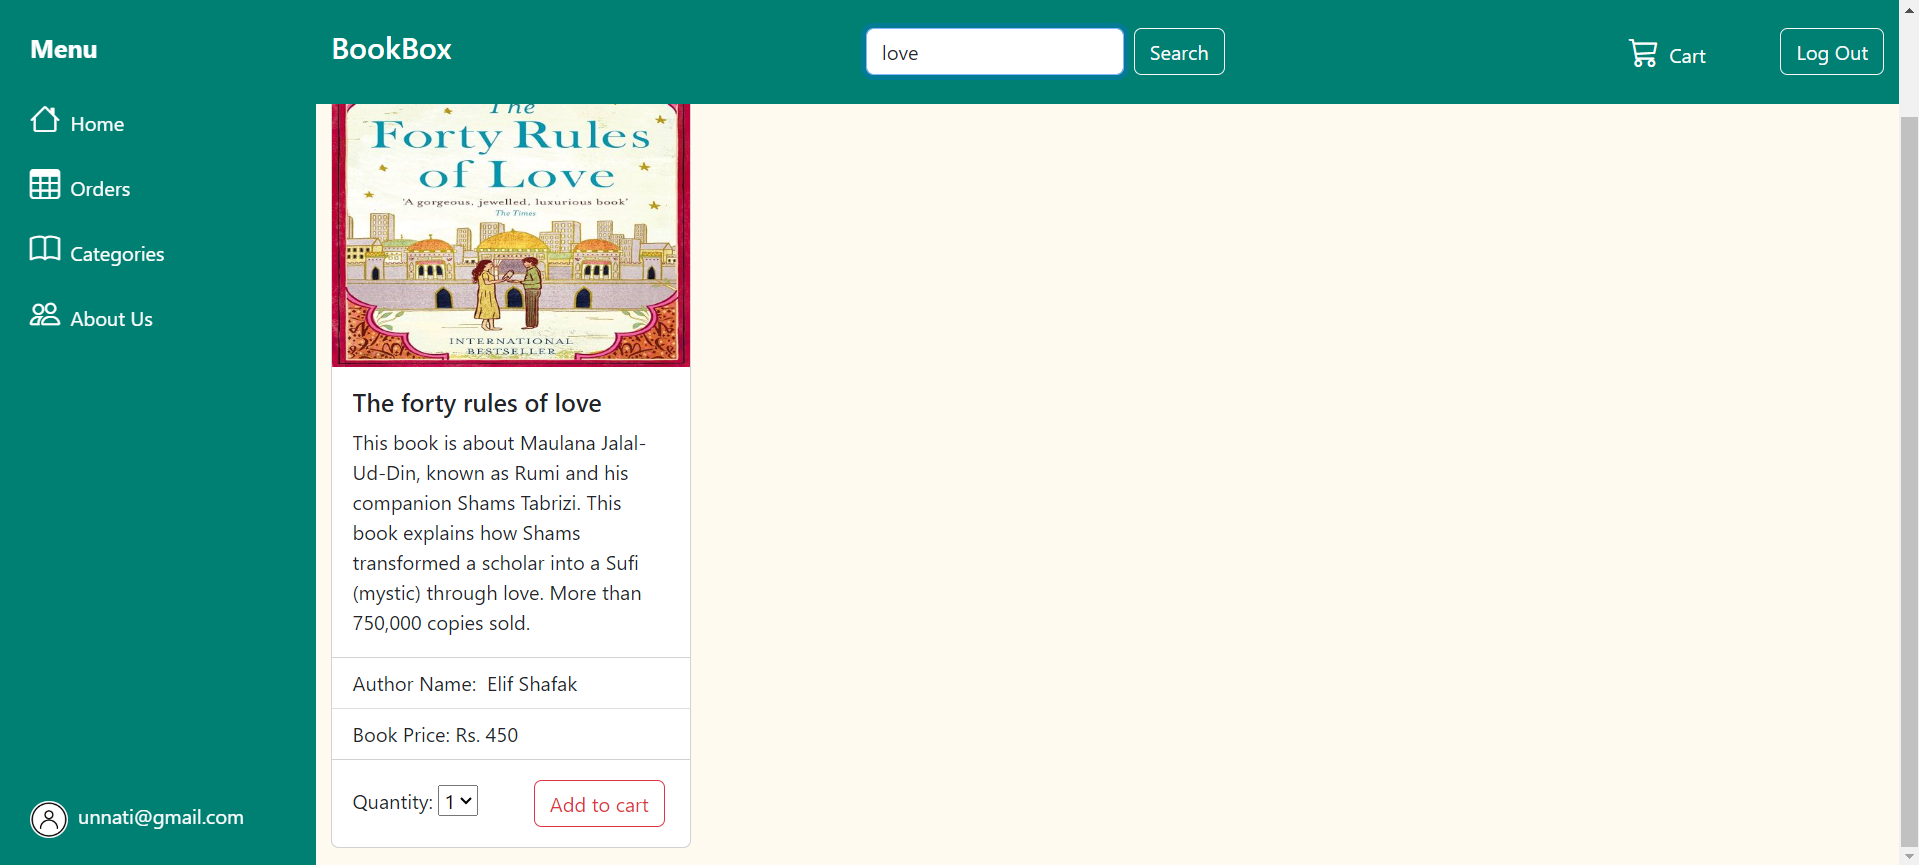 Menu
BookBox
love
Search
Cart
Log Out
Home
Orders
Categories
About Us
unnati@gmail.com
The
Forty Rules
of Love
'A gorgeous, jewelled, luxurious book'
The Times
INTERNATIONAL
BESTSELLER
The forty rules of love
This book is about Maulana Jalal-
Ud-Din, known as Rumi and his
companion Shams Tabrizi. This
book explains how Shams
transformed a scholar into a Sufi
(mystic) through love. More than
750,000 copies sold.
Author Name: Elif Shafak
Book Price: Rs. 450
Quantity: 1
Add to cart